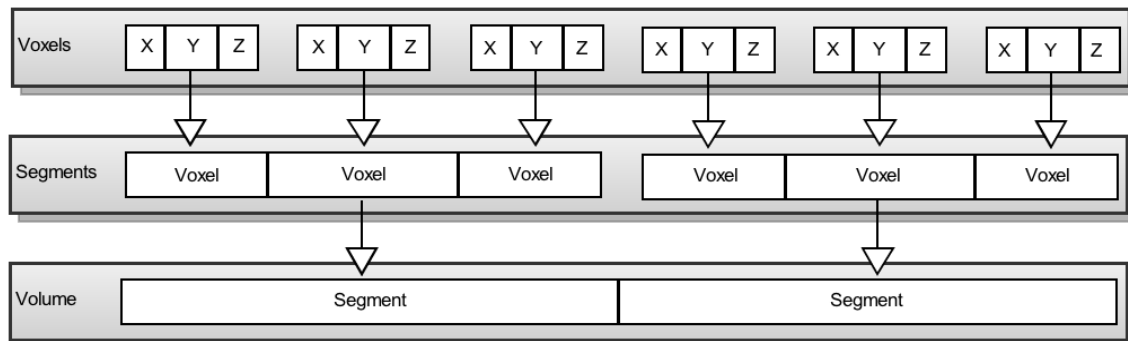 Voxels X Y Z X Y Z X Y Z X Y Z X Y Z X Y Z
Segments Voxel Voxel Voxel Voxel Voxel Voxel
Volume Segment Segment